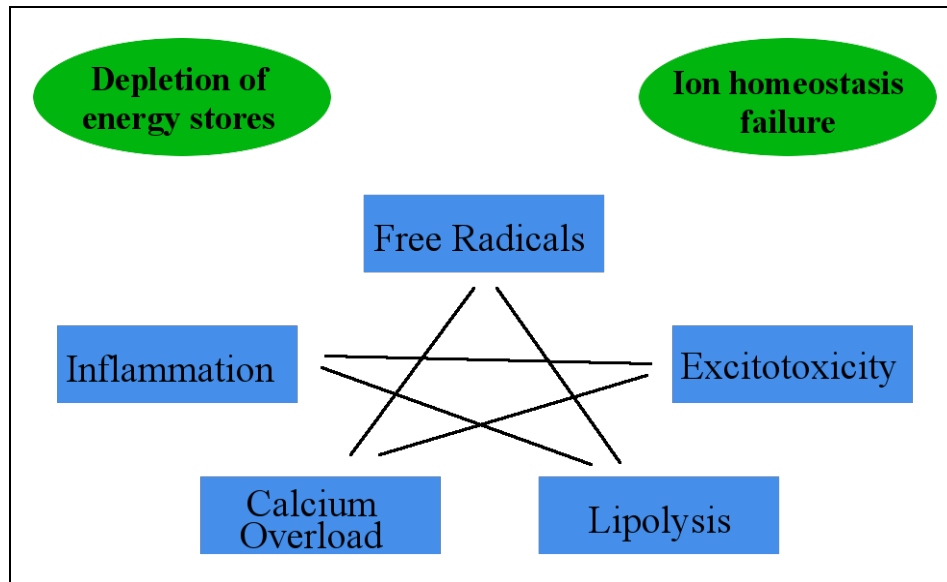 Depletion of
energy stores
Ion homeostasis
failure
Free Radicals
Inflammation
Excitotoxicity
Calcium
Overload
Lipolysis